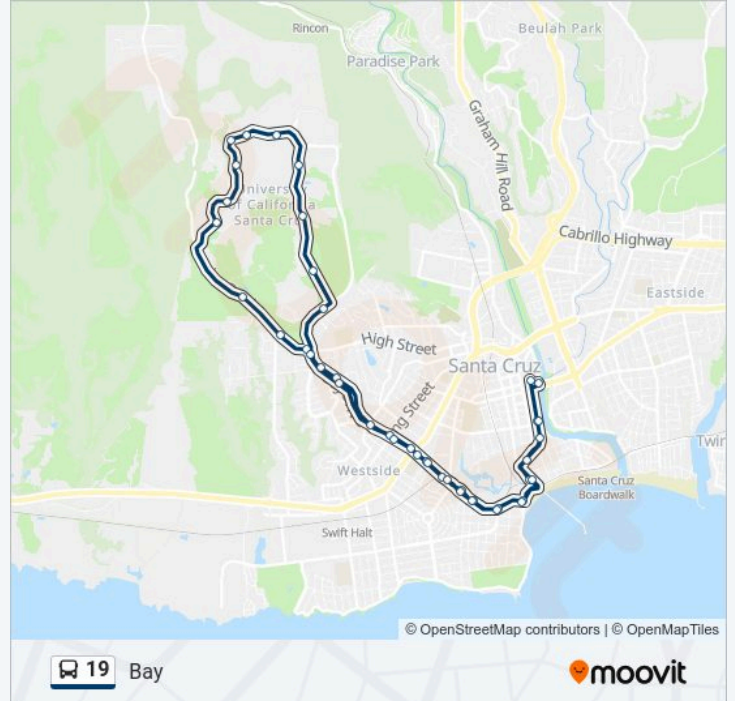 Rincon
Beulah Park
Paradise Park
Graham Hill Road
Cabrillo Highway
Eastside
High Street
Santa Cruz
Westside
Santa Cruz
Boardwalk
Swift Halt
© OpenStreetMap contributors | © OpenMapTiles
19 Bay
moovit